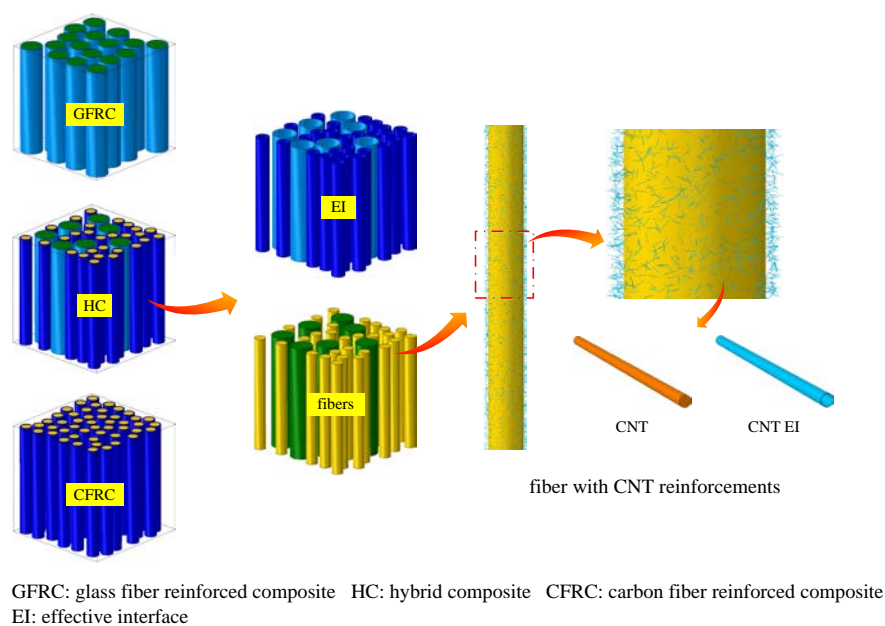 GFRC
EI
HC
fibers
CFRC
CNT
CNT EI
fiber with CNT reinforcements
GFRC: glass fiber reinforced composite HC: hybrid composite CFRC: carbon fiber reinforced composite
EI: effective interface